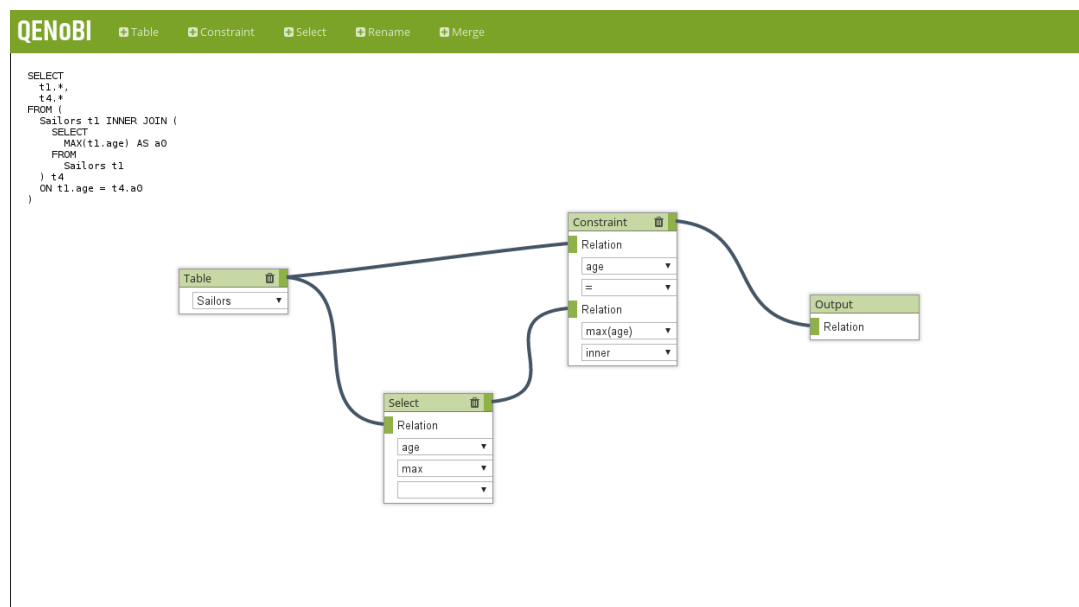 QENoBI Table Constraint Select Rename Merge
SELECT
  t1.*,
  t4.*
FROM (
  Sailors t1 INNER JOIN (
    SELECT
      MAX(t1.age) AS a0
    FROM
      Sailors t1
  ) t4
  ON t1.age = t4.a0
)
Table
Sailors
Select
Relation
age
max
Constraint
Relation
age
=
Relation
max(age)
inner
Output
Relation